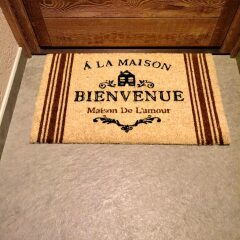 Á LA MAISON
BIENVENUE
Maison De L'amour